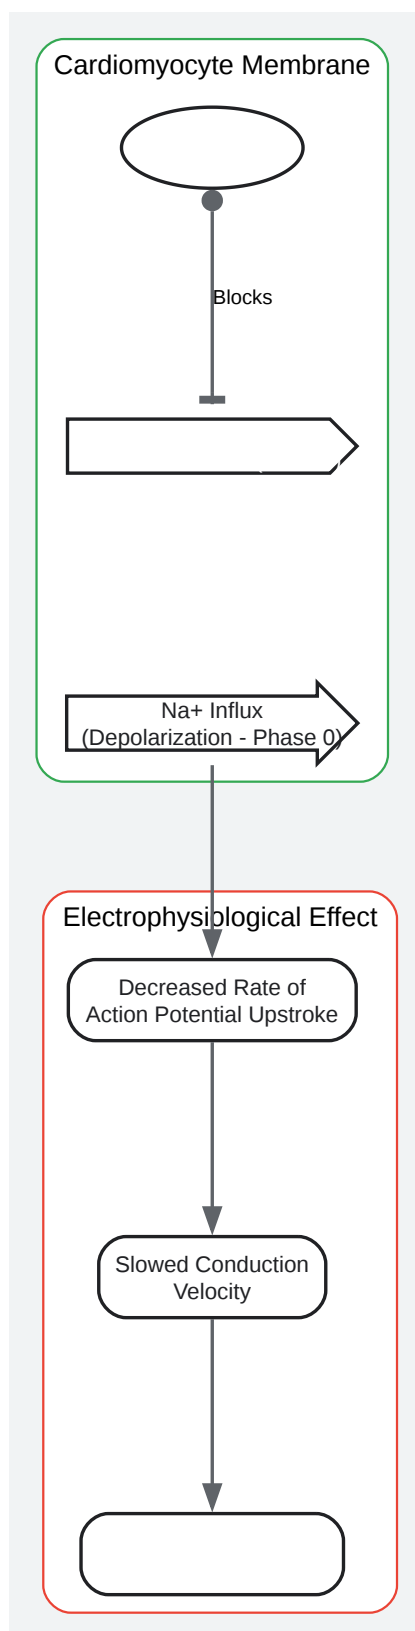 Cardiomyocyte Membrane
Blocks
Na+ Influx
(Depolarization - Phase 0)
Electrophysiological Effect
Decreased Rate of
Action Potential Upstroke
Slowed Conduction
Velocity